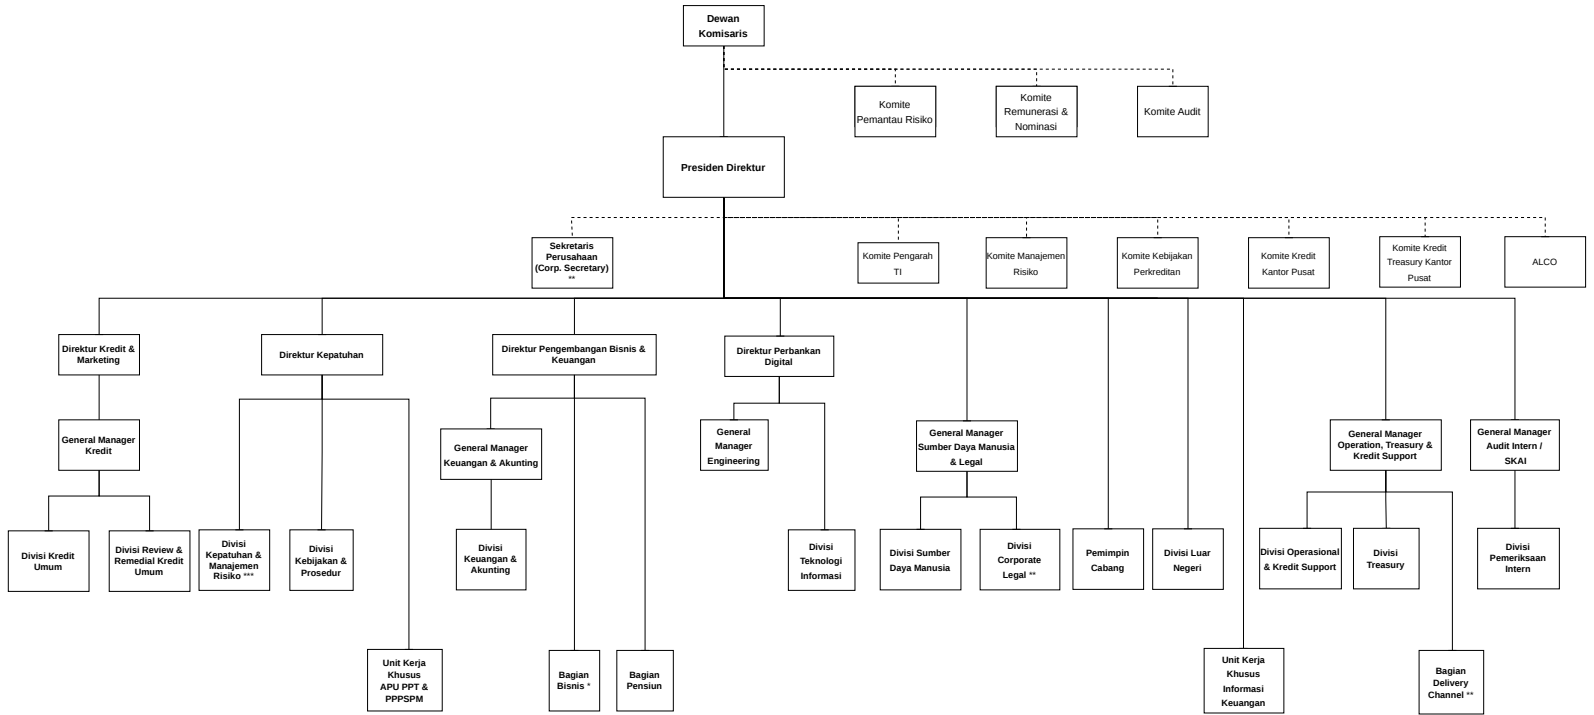 Dewan
Komisaris
Komite
Pemantau Risiko
Komite
Remunerasi &
Nominasi
Komite Audit
Presiden Direktur
Sekretaris
Perusahaan
(Corp. Secretary)
**
Komite Pengarah
TI
Komite Manajemen
Risiko
Komite Kebijakan
Perkreditan
Komite Kredit
Kantor Pusat
Komite Kredit
Treasury Kantor
Pusat
ALCO
Direktur Kredit &
Marketing
Direktur Kepatuhan
Direktur Pengembangan Bisnis &
Keuangan
Direktur Perbankan
Digital
General Manager
Kredit
General Manager
Keuangan & Akunting
General
Manager
Engineering
General Manager
Sumber Daya Manusia
& Legal
General Manager
Operation, Treasury &
Kredit Support
General Manager
Audit Intern /
SKAI
Divisi Kredit
Umum
Divisi Review &
Remedial Kredit
Umum
Divisi
Kepatuhan &
Manajemen
Risiko ***
Divisi
Kebijakan &
Prosedur
Divisi
Keuangan &
Akunting
Divisi
Teknologi
Informasi
Divisi Sumber
Daya Manusia
Divisi
Corporate
Legal **
Pemimpin
Cabang
Divisi Luar
Negeri
Divisi Operasional
& Kredit Support
Divisi
Treasury
Divisi
Pemeriksaan
Intern
Unit Kerja
Khusus
APU PPT &
PPPSPM
Bagian
Bisnis *
Bagian
Pensiun
Unit Kerja
Khusus
Informasi
Keuangan
Bagian
Delivery
Channel **